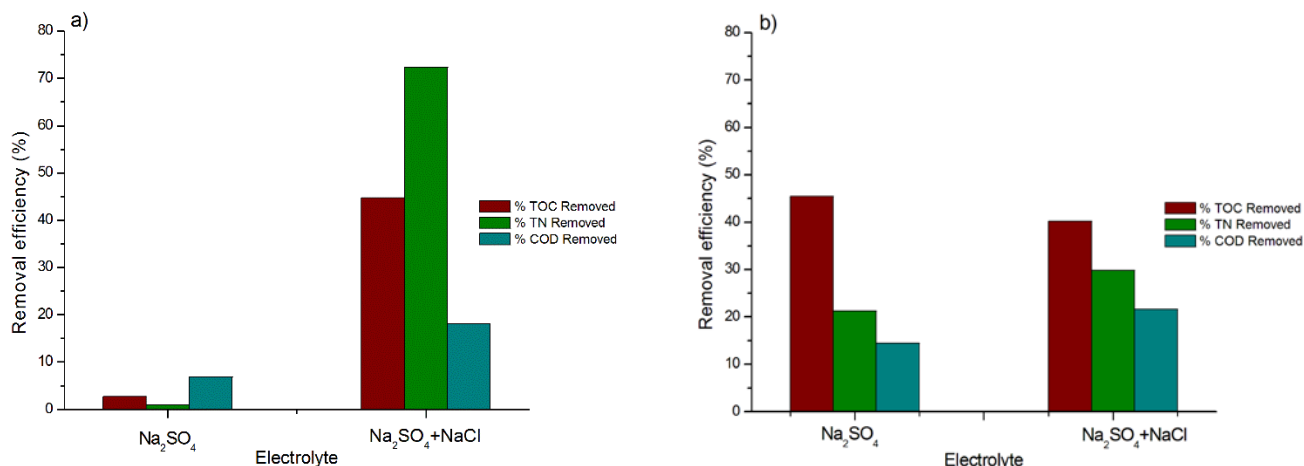 a)
Removal efficiency (%)
80
70
60
50
40
30
20
10
0
% TOC Removed
% TN Removed
% COD Removed
Na₂SO₄
Na₂SO₄+NaCl
Electrolyte
b)
Removal efficiency (%)
80
70
60
50
40
30
20
10
0
% TOC Removed
% TN Removed
% COD Removed
Na₂SO₄
Na₂SO₄+NaCl
Electrolyte